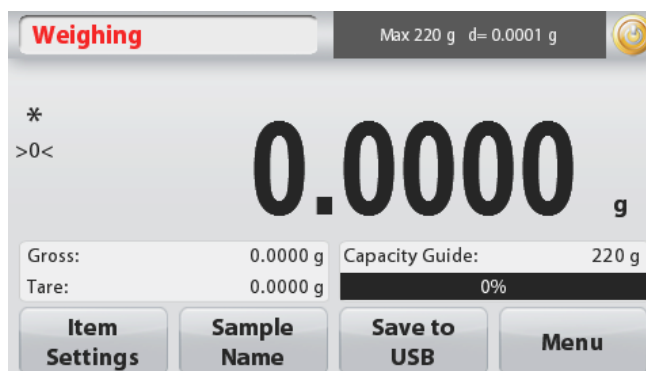 Weighing
Max 220 g d= 0.0001 g
*
>0<
0.0000 g
Gross: 0.0000 g
Tare: 0.0000 g
Capacity Guide: 220 g
0%
Item Settings
Sample Name
Save to USB
Menu